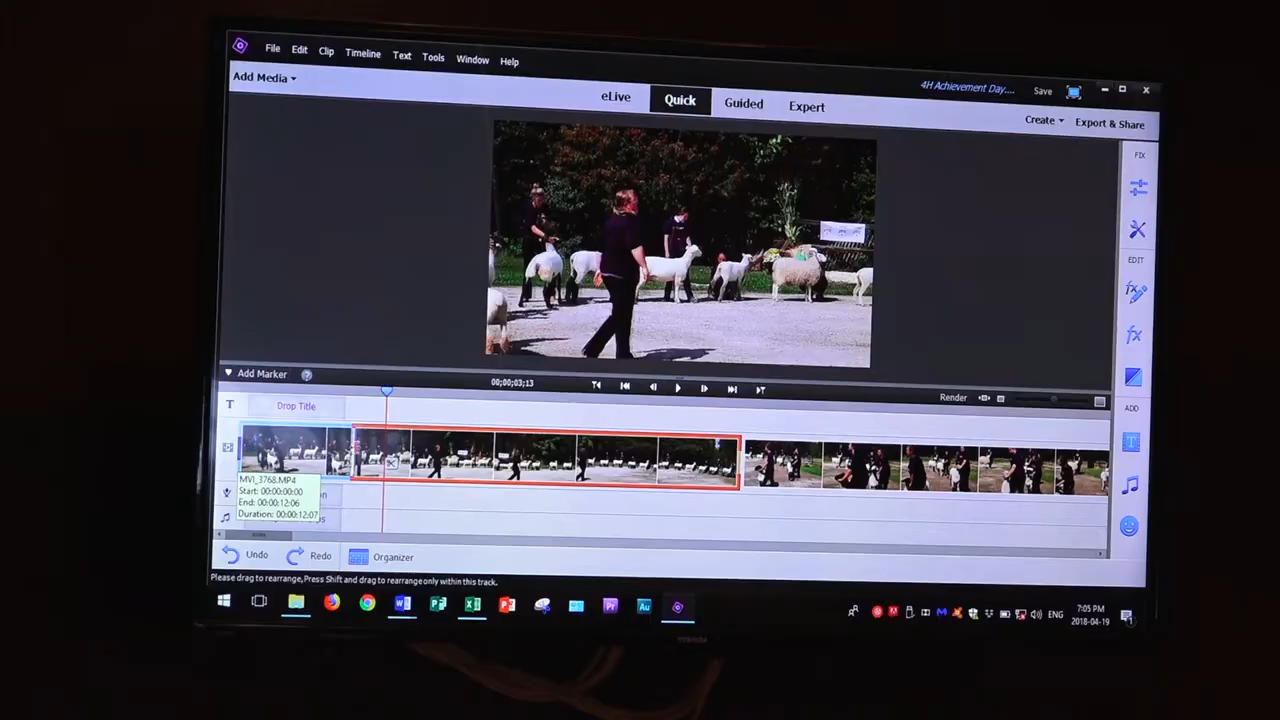 File Edit Clip Timeline Text Tools Window Help
4H Achievement Day.... Save
Add Media
eLive Quick Guided Expert
Create Export & Share
FIX
EDIT
Add Marker
00;00;03;13
Render
ADD
T Drop Title
MVI_3768.MP4
Start: 00:00:00:00
End: 00:00:12:06
Duration: 00:00:12:07
Undo Redo Organizer
Please drag to rearrange,Press Shift and drag to rearrange only within this track.
Pr Au
ENG
7:05 PM
2018-04-19
TOSHIBA